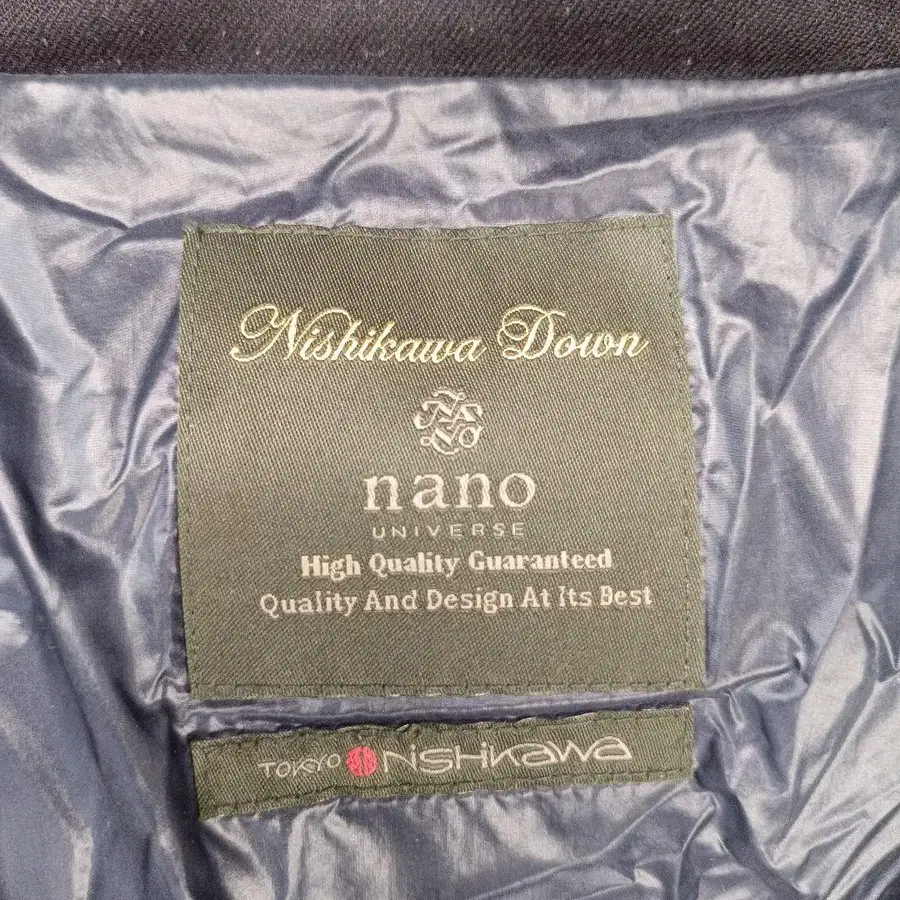 Nishikawa Down
nano
UNIVERSE
High Quality Guaranteed
Quality And Design At Its Best
TOKYO NiSHiKAWA